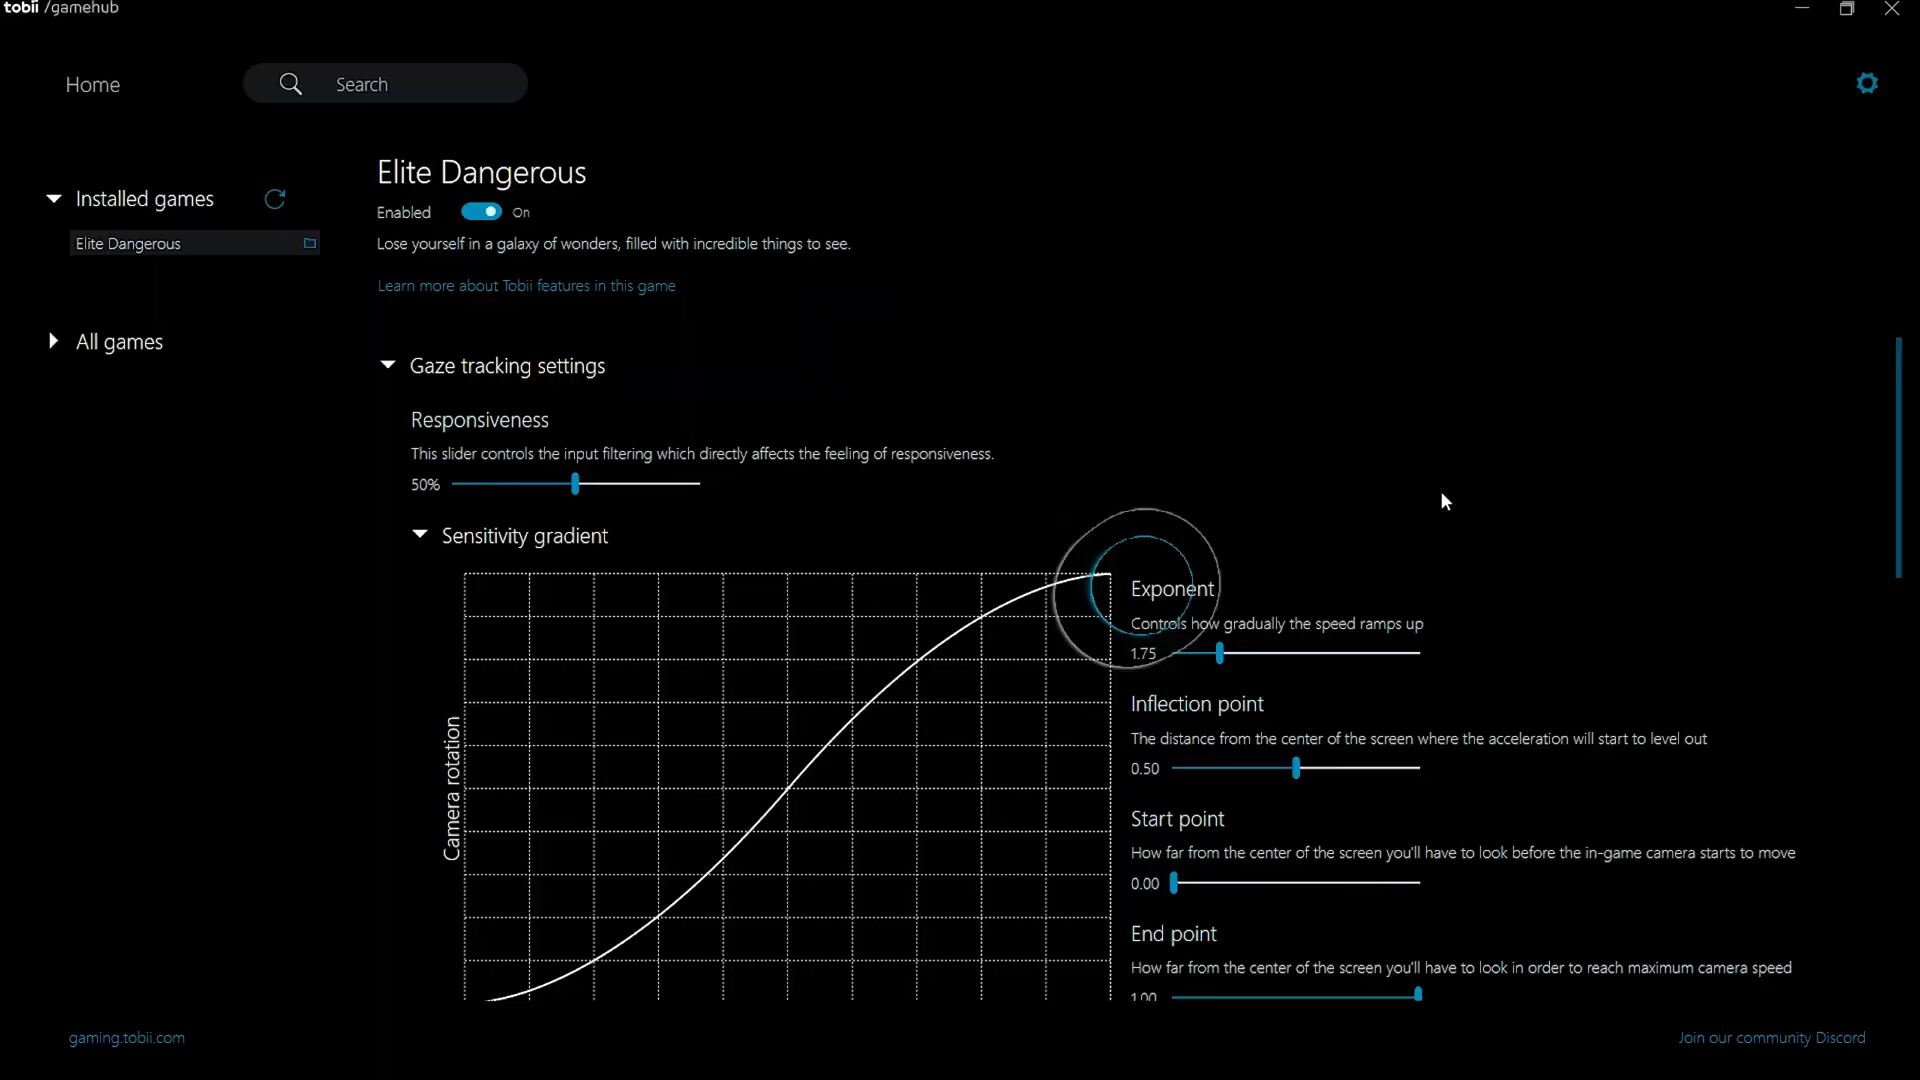 tobii /gamehub
Home
Search
Elite Dangerous
Enabled
On
Lose yourself in a galaxy of wonders, filled with incredible things to see.
Learn more about Tobii features in this game
Installed games
Elite Dangerous
All games
Gaze tracking settings
Responsiveness
This slider controls the input filtering which directly affects the feeling of responsiveness.
50%
Sensitivity gradient
Camera rotation
Exponent
Controls how gradually the speed ramps up
1.75
Inflection point
The distance from the center of the screen where the acceleration will start to level out
0.50
Start point
How far from the center of the screen you'll have to look before the in-game camera starts to move
0.00
End point
How far from the center of the screen you'll have to look in order to reach maximum camera speed
1.00
gaming.tobii.com
Join our community Discord